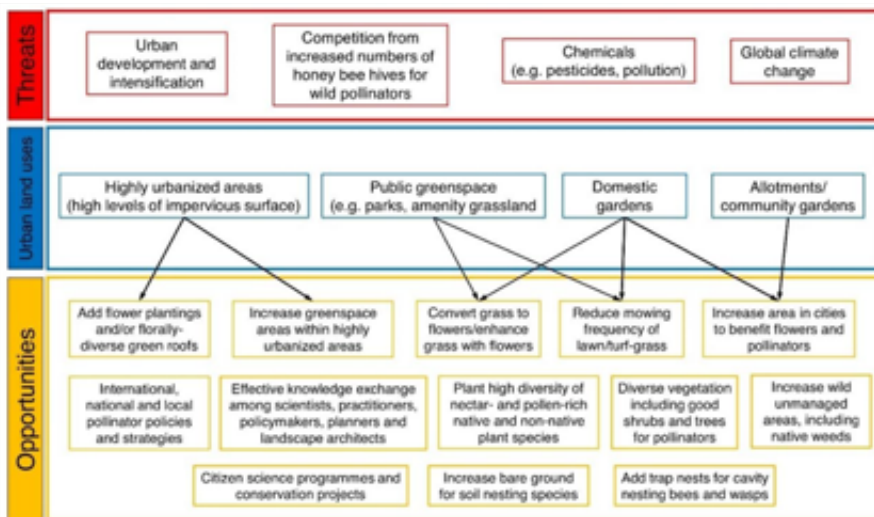 Threats
Urban
development and
intensification
Competition from
increased numbers of
honey bee hives for
wild pollinators
Chemicals
(e.g. pesticides, pollution)
Global climate
change
Urban land uses
Highly urbanized areas
(high levels of impervious surface)
Public greenspace
(e.g. parks, amenity grassland
Domestic
gardens
Allotments/
community gardens
Opportunities
Add flower plantings
and/or florally-
diverse green roofs
Increase greenspace
areas within highly
urbanized areas
Convert grass to
flowers/enhance
grass with flowers
Reduce mowing
frequency of
lawn/turf-grass
Increase area in cities
to benefit flowers and
pollinators
International,
national and local
pollinator policies
and strategies
Effective knowledge exchange
among scientists, practitioners,
policymakers, planners and
landscape architects
Plant high diversity of
nectar- and pollen-rich
native and non-native
plant species
Diverse vegetation
including good
shrubs and trees
for pollinators
Increase wild
unmanaged
areas, including
native weeds
Citizen science programmes and
conservation projects
Increase bare ground
for soil nesting species
Add trap nests for cavity
nesting bees and wasps